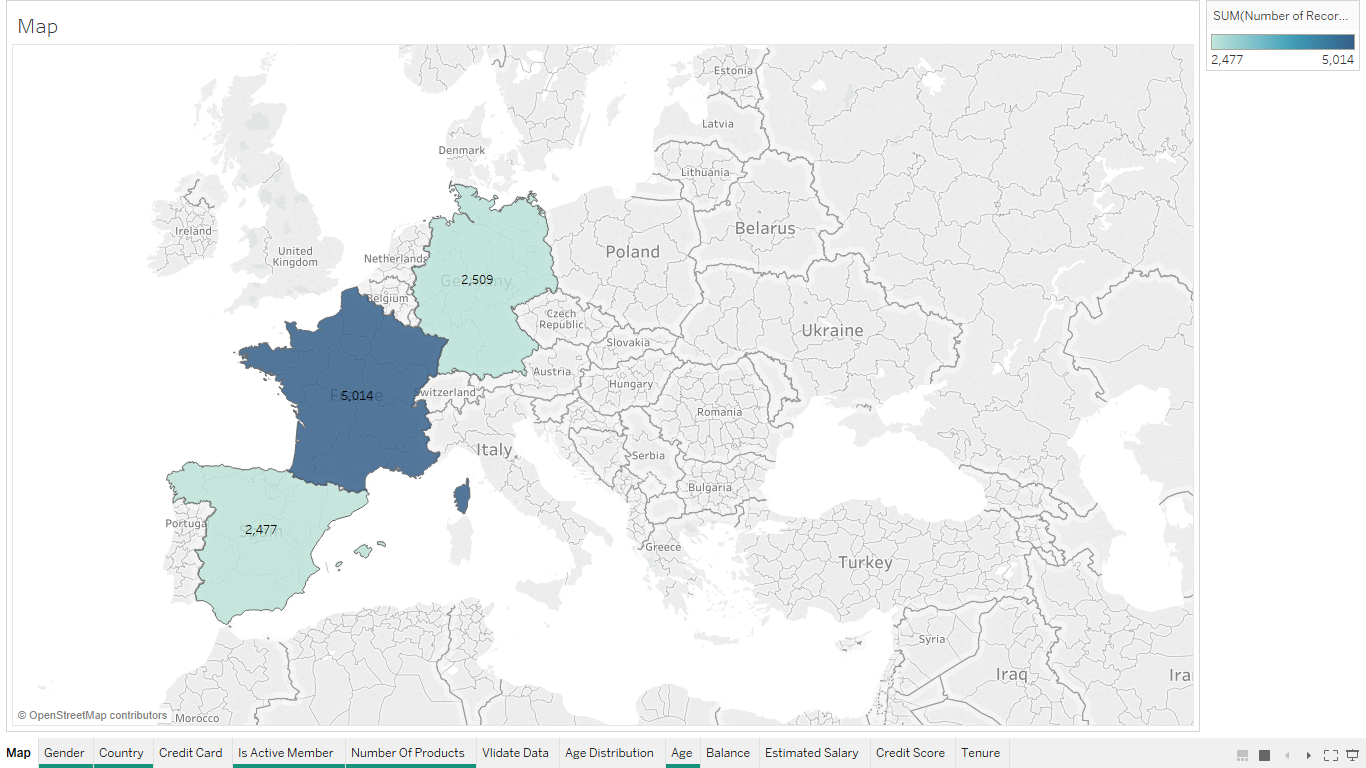 Map
SUM(Number of Recor...
2,477
5,014
Estonia
Latvia
Denmark
Lithuania
Ireland
Belarus
United
Kingdom
Poland
Netherlands
2,509
Belgium
Czech
Republic
Ukraine
Slovakia
Austria
Hungary
Switzerland
5,014
Romania
Italy
Serbia
Bulgaria
Portuga
2,477
Greece
Turkey
Syria
Iraq
Ira
Morocco
© OpenStreetMap contributors
Map Gender Country Credit Card Is Active Member Number Of Products Vlidate Data Age Distribution Age Balance Estimated Salary Credit Score Tenure